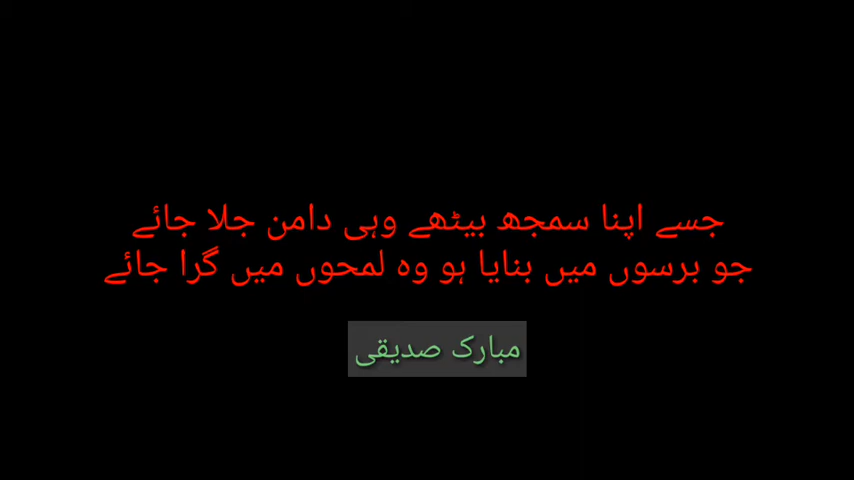 جسے اپنا سمجھ بیٹھے وہی دامن جلا جائے
جو برسوں میں بنایا ہو وہ لمحوں میں گرا جائے
مبارک صدیقی